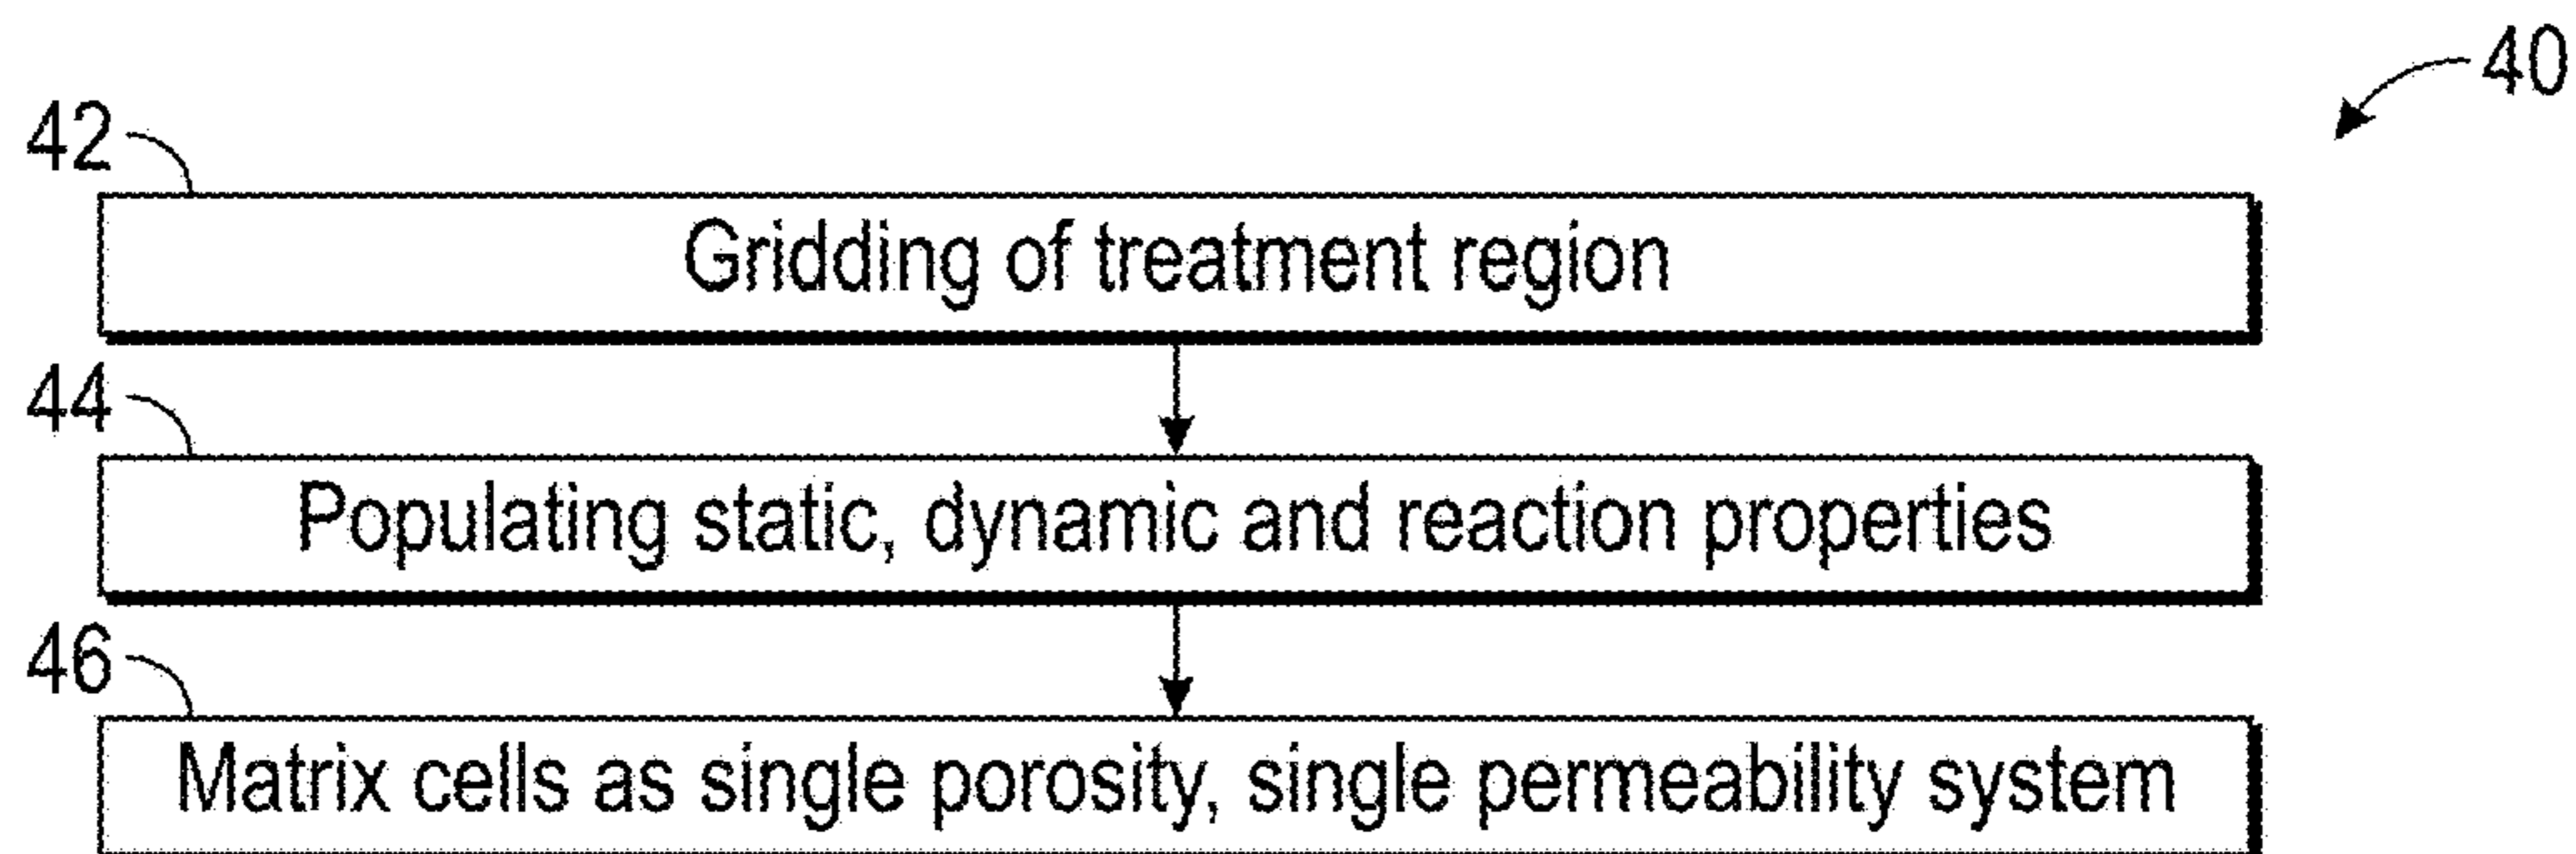 40
42
Gridding of treatment region
44
Populating static, dynamic and reaction properties
46
Matrix cells as single porosity, single permeability system